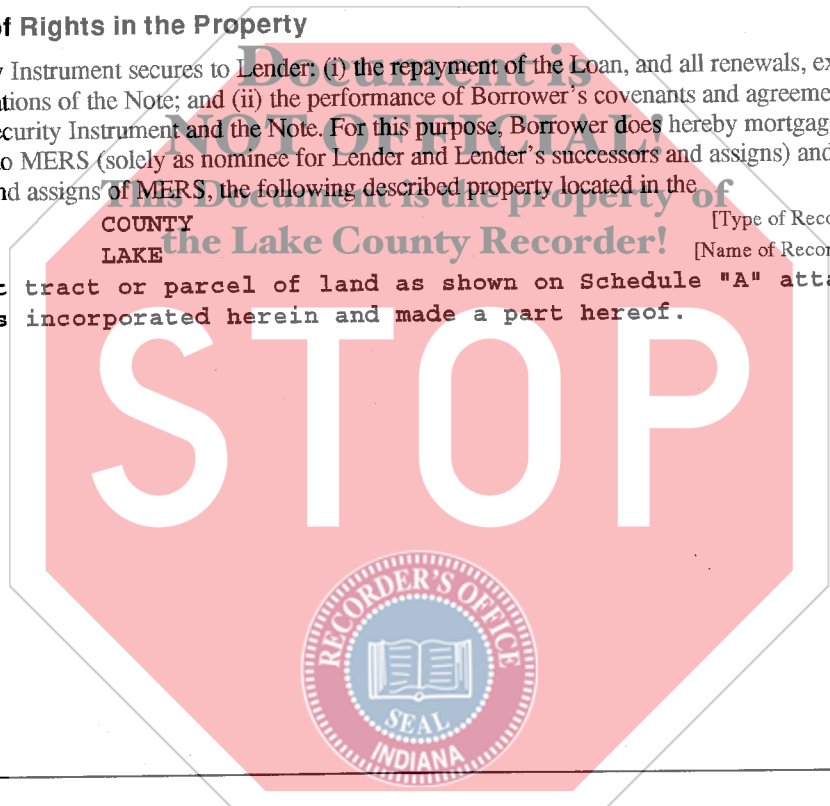 of Rights in the Property
Document is
y Instrument secures to Lender: (i) the repayment of the Loan, and all renewals, ex
tions of the Note; and (ii) the performance of Borrower's covenants and agreeme
NOT OFFICIAL!
ecurity Instrument and the Note. For this purpose, Borrower does hereby mortgag
o MERS (solely as nominee for Lender and Lender's successors and assigns) and
This Document is the property of
nd assigns of MERS, the following described property located in the
COUNTY [Type of Reco
the Lake County Recorder!
LAKE [Name of Recor
t tract or parcel of land as shown on Schedule "A" atta
s incorporated herein and made a part hereof.
STOP
RECORDER'S OFFICE
SEAL
INDIANA